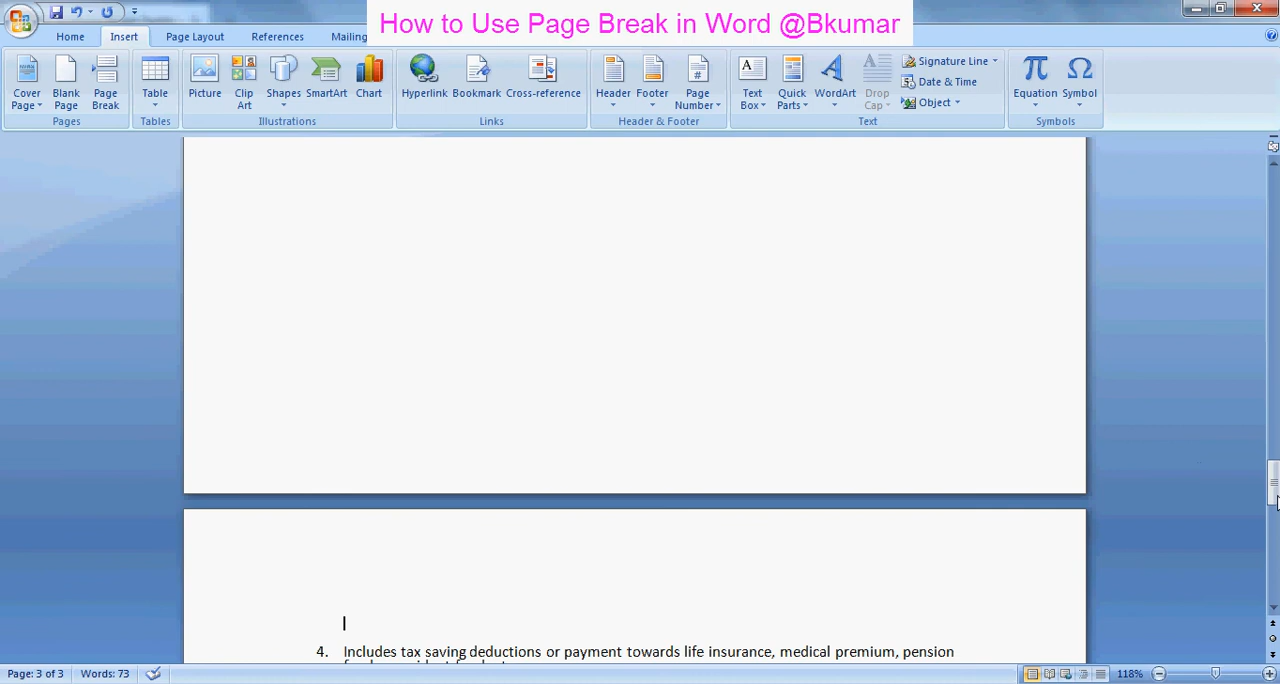 How to Use Page Break in Word @Bkumar
Home Insert Page Layout References Mailing
Cover Page Blank Page Page Break Table Picture Clip Art Shapes SmartArt Chart Hyperlink Bookmark Cross-reference Header Footer Page Number Text Box Quick Parts WordArt Drop Cap Signature Line Date & Time Object Equation Symbol
Pages Tables Illustrations Links Header & Footer Text Symbols
4. Includes tax saving deductions or payment towards life insurance, medical premium, pension
Page: 3 of 3 Words: 73 118%